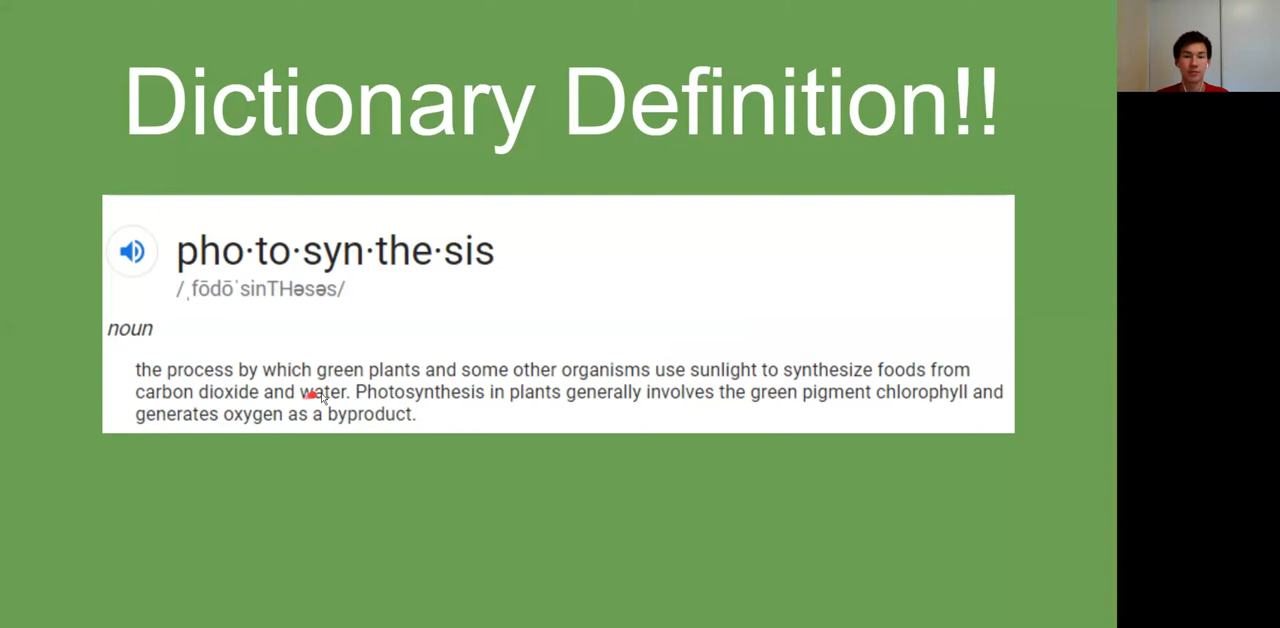 Dictionary Definition!!
pho·to·syn·the·sis
/ˌfōdōˈsinTHəsəs/
noun
the process by which green plants and some other organisms use sunlight to synthesize foods from
carbon dioxide and water. Photosynthesis in plants generally involves the green pigment chlorophyll and
generates oxygen as a byproduct.